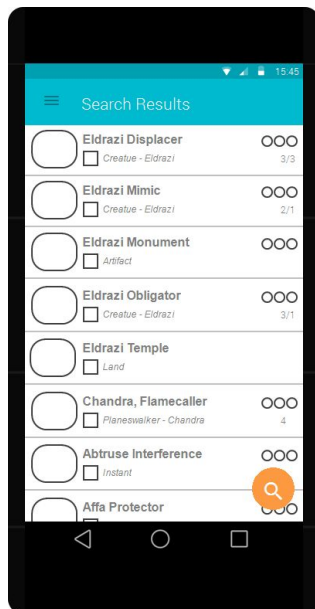 15:45
Search Results
Eldrazi Displacer
Creatue - Eldrazi
3/3
Eldrazi Mimic
Creatue - Eldrazi
2/1
Eldrazi Monument
Artifact
Eldrazi Obligator
Creatue - Eldrazi
3/1
Eldrazi Temple
Land
Chandra, Flamecaller
Planeswalker - Chandra
4
Abtruse Interference
Instant
Affa Protector